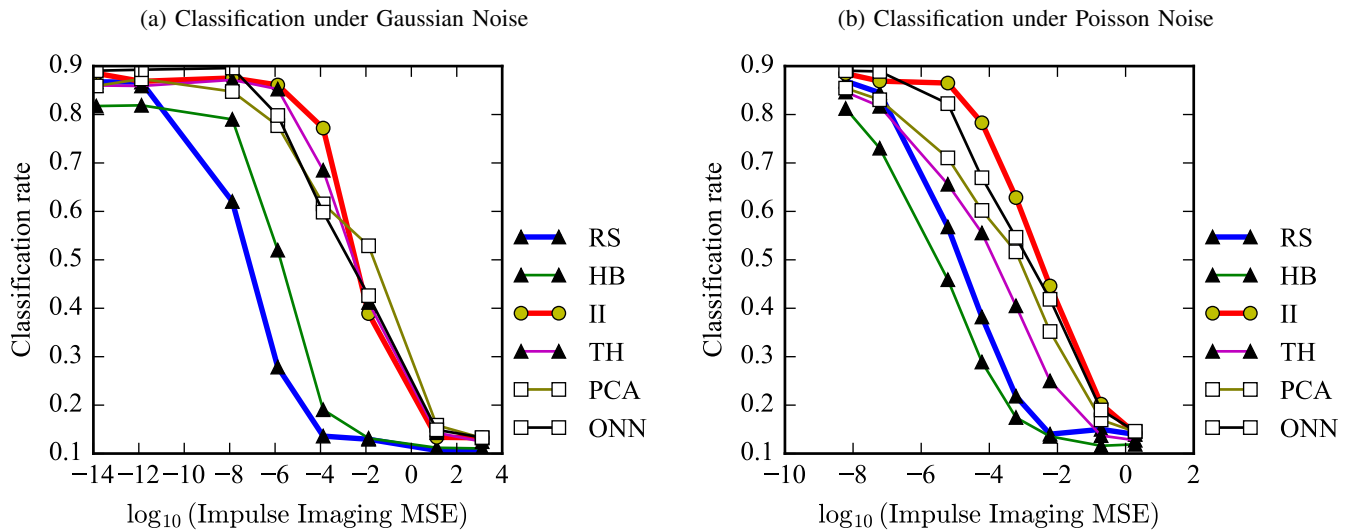 (a) Classification under Gaussian Noise
0.9
0.8
0.7
0.6
0.5
0.4
0.3
0.2
0.1
Classification rate
−14 −12 −10 −8 −6 −4 −2 0 2 4
log10 (Impulse Imaging MSE)
RS
HB
II
TH
PCA
ONN
(b) Classification under Poisson Noise
0.9
0.8
0.7
0.6
0.5
0.4
0.3
0.2
0.1
Classification rate
−10 −8 −6 −4 −2 0 2
log10 (Impulse Imaging MSE)
RS
HB
II
TH
PCA
ONN